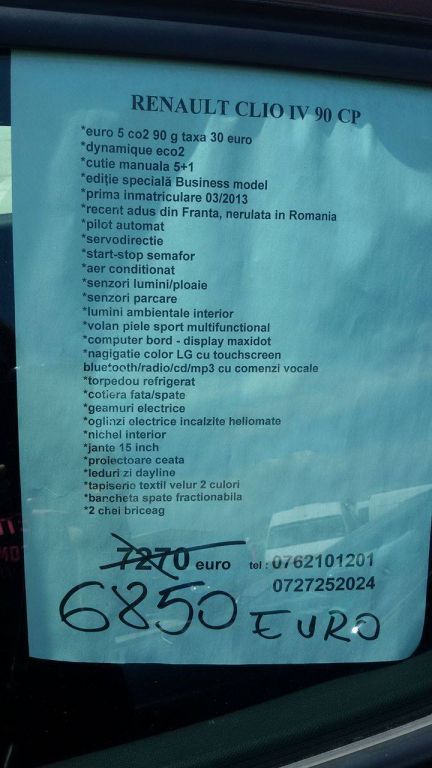 RENAULT CLIO IV 90 CP
*euro 5 co2 90 g taxa 30 euro
*dynamique eco2
*cutie manuala 5+1
*ediție specială Business model
*prima inmatriculare 03/2013
*recent adus din Franta, nerulata in Romania
*pilot automat
*servodirectie
*start-stop semafor
*aer conditionat
*senzori lumini/ploaie
*senzori parcare
*lumini ambientale interior
*volan piele sport multifunctional
*computer bord - display maxidot
*nagigatie color LG cu touchscreen
bluetooth/radio/cd/mp3 cu comenzi vocale
*torpedou refrigerat
*cotiera fata/spate
*geamuri electrice
*oglinzi electrice incalzite heliomate
*nichel interior
*jante 15 inch
*proiectoare ceata
*leduri zi dayline
*tapiserie textil velur 2 culori
*bancheta spate fractionabila
*2 chei briceag
7270 euro tel : 0762101201
0727252024
6850 EURO